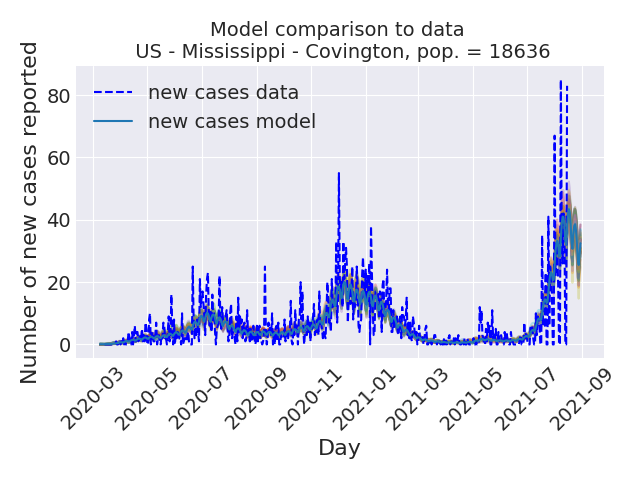 Model comparison to data
US - Mississippi - Covington, pop. = 18636
Number of new cases reported
80
60
40
20
0
new cases data
new cases model
2020-03
2020-05
2020-07
2020-09
2020-11
2021-01
2021-03
2021-05
2021-07
2021-09
Day